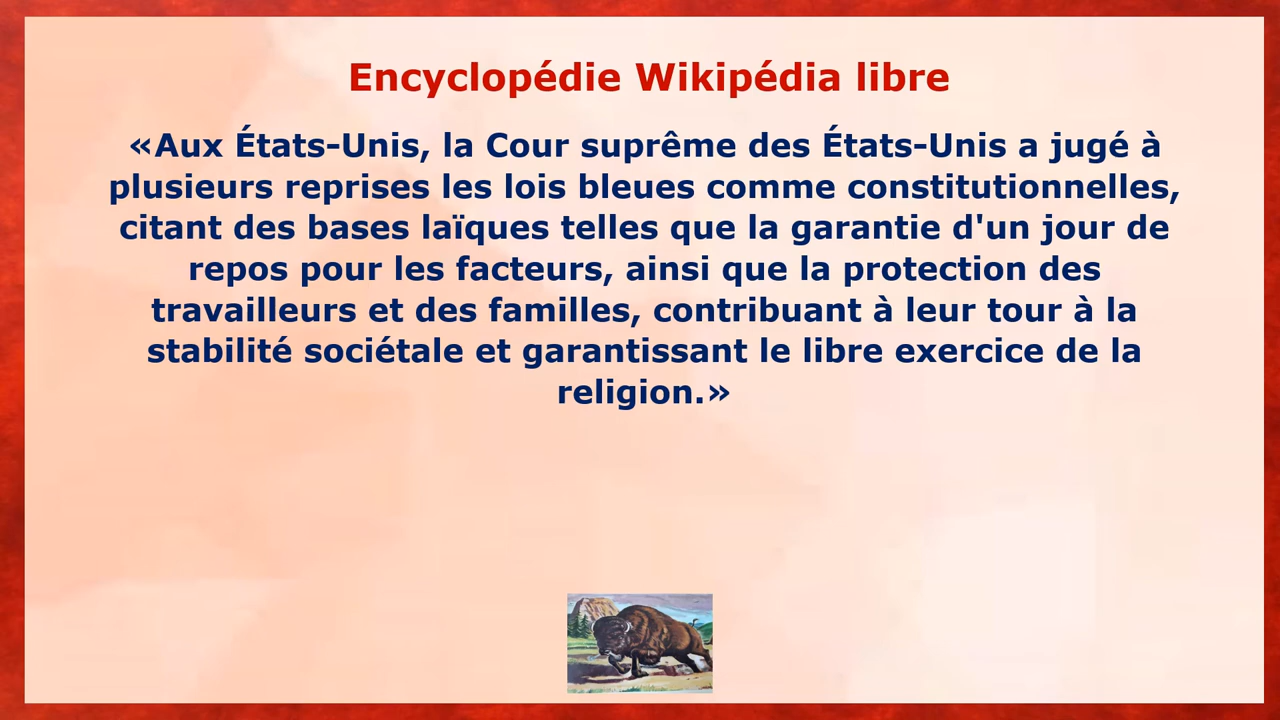 Encyclopédie Wikipédia libre
«Aux États-Unis, la Cour suprême des États-Unis a jugé à
plusieurs reprises les lois bleues comme constitutionnelles,
citant des bases laïques telles que la garantie d'un jour de
repos pour les facteurs, ainsi que la protection des
travailleurs et des familles, contribuant à leur tour à la
stabilité sociétale et garantissant le libre exercice de la
religion.»